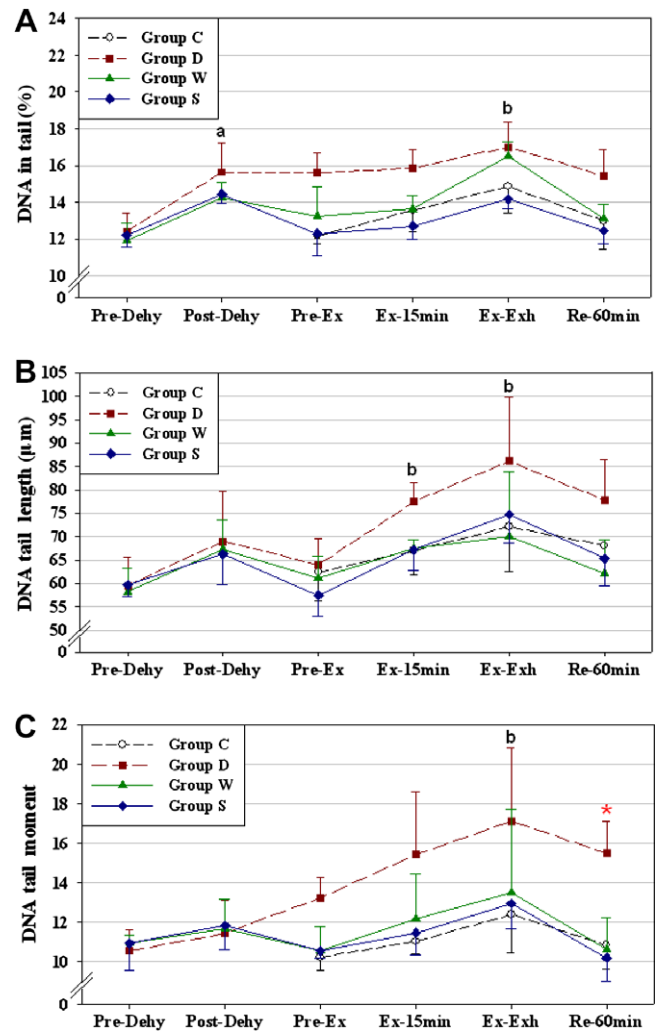 A
24
22
20
18
16
14
12
10
0
DNA in tail (%)
Group C
Group D
Group W
Group S
a
b
Pre-Dehy Post-Dehy Pre-Ex Ex-15min Ex-Exh Re-60min
B
105
100
95
90
85
80
75
70
65
60
55
50
0
DNA tail length (μm)
Group C
Group D
Group W
Group S
b
b
Pre-Dehy Post-Dehy Pre-Ex Ex-15min Ex-Exh Re-60min
C
22
20
18
16
14
12
10
0
DNA tail moment
Group C
Group D
Group W
Group S
b
*
Pre-Dehy Post-Dehy Pre-Ex Ex-15min Ex-Exh Re-60min